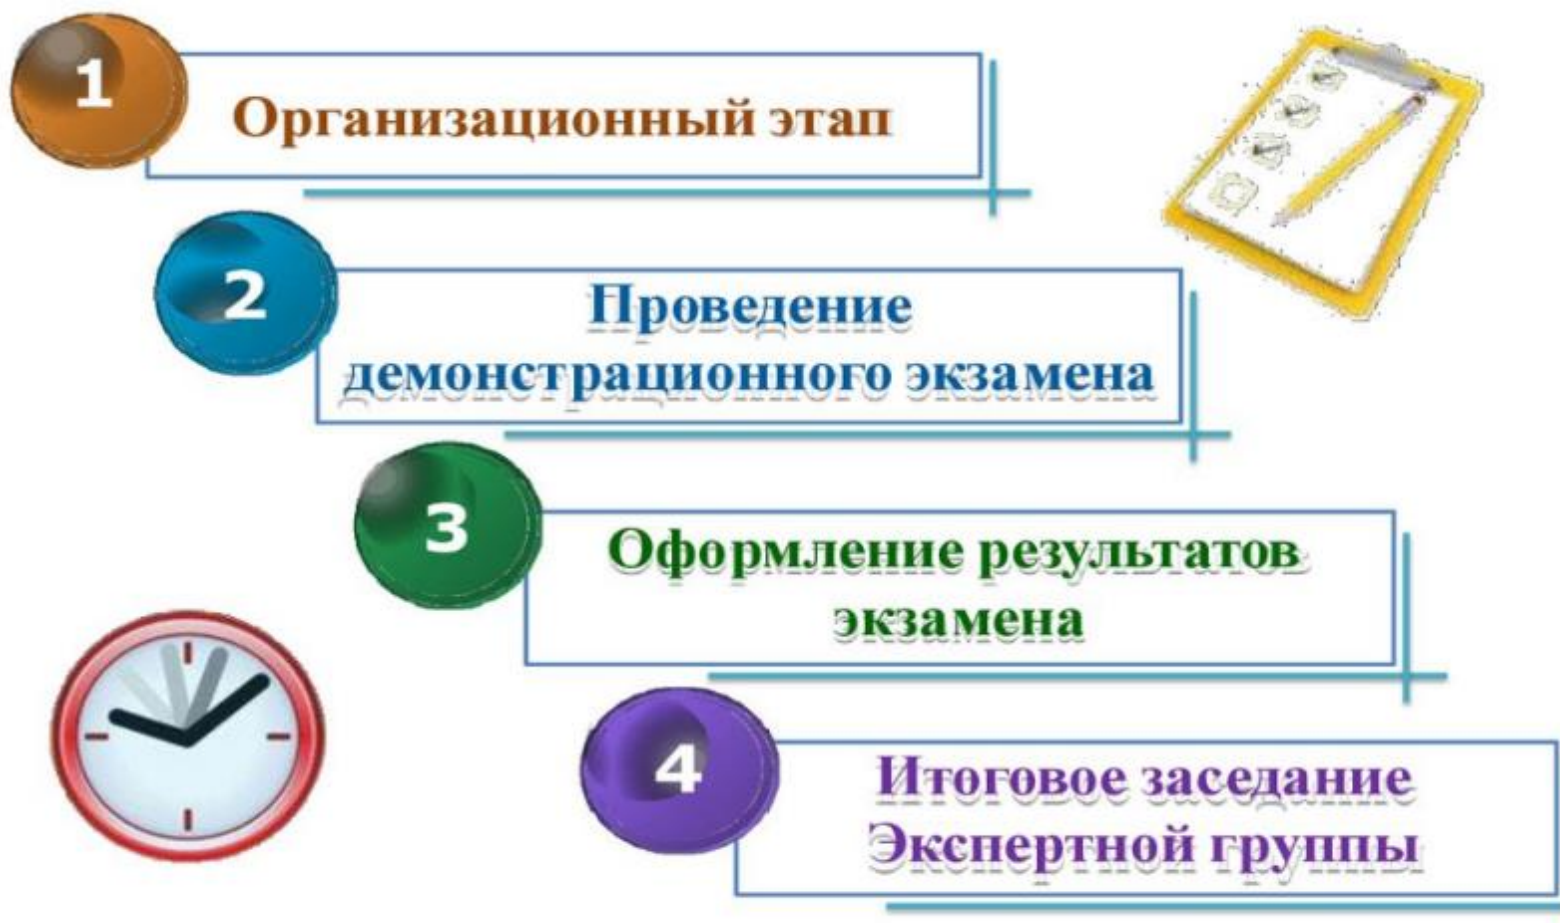 1
Организационный этап
2
Проведение
демонстрационного экзамена
3
Оформление результатов
экзамена
4
Итоговое заседание
Экспертной группы